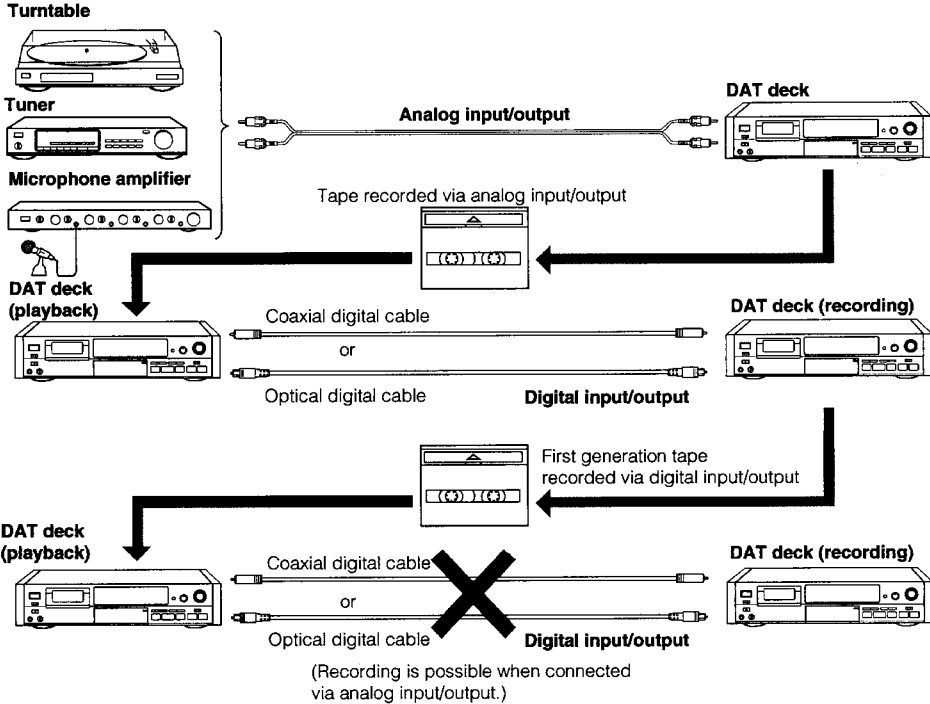 Turntable
Tuner
Microphone amplifier
Analog input/output
DAT deck
Tape recorded via analog input/output
DAT deck
(playback)
Coaxial digital cable
or
Optical digital cable
Digital input/output
DAT deck (recording)
First generation tape
recorded via digital input/output
DAT deck
(playback)
Coaxial digital cable
or
Optical digital cable
Digital input/output
DAT deck (recording)
(Recording is possible when connected
via analog input/output.)